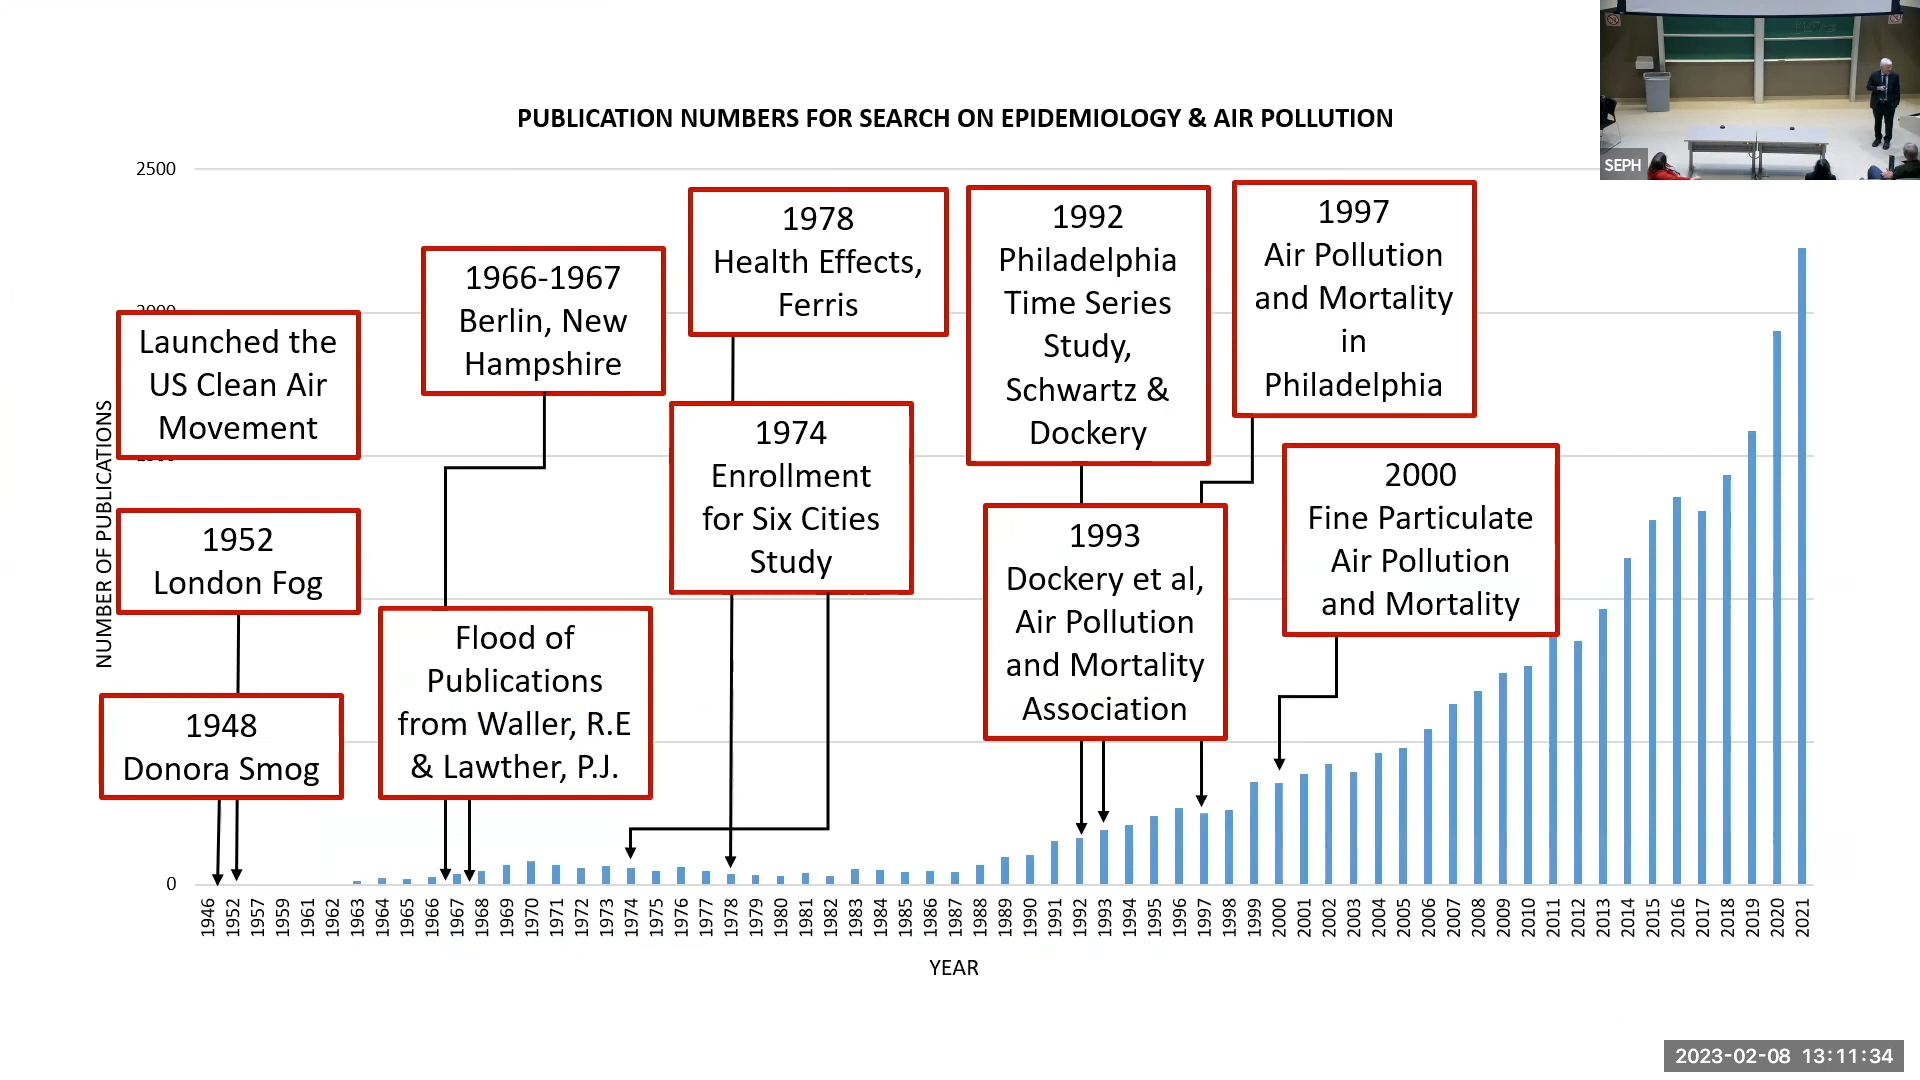 PUBLICATION NUMBERS FOR SEARCH ON EPIDEMIOLOGY & AIR POLLUTION
SEPH
2500
2000
0
NUMBER OF PUBLICATIONS
Launched the
US Clean Air
Movement
1952
London Fog
1948
Donora Smog
1966-1967
Berlin, New
Hampshire
Flood of
Publications
from Waller, R.E
& Lawther, P.J.
1978
Health Effects,
Ferris
1974
Enrollment
for Six Cities
Study
1992
Philadelphia
Time Series
Study,
Schwartz &
Dockery
1993
Dockery et al,
Air Pollution
and Mortality
Association
1997
Air Pollution
and Mortality
in
Philadelphia
2000
Fine Particulate
Air Pollution
and Mortality
1946 1952 1957 1959 1961 1962 1963 1964 1965 1966 1967 1968 1969 1970 1971 1972 1973 1974 1975 1976 1977 1978 1979 1980 1981 1982 1983 1984 1985 1986 1987 1988 1989 1990 1991 1992 1993 1994 1995 1996 1997 1998 1999 2000 2001 2002 2003 2004 2005 2006 2007 2008 2009 2010 2011 2012 2013 2014 2015 2016 2017 2018 2019 2020 2021
YEAR
2023-02-08 13:11:34